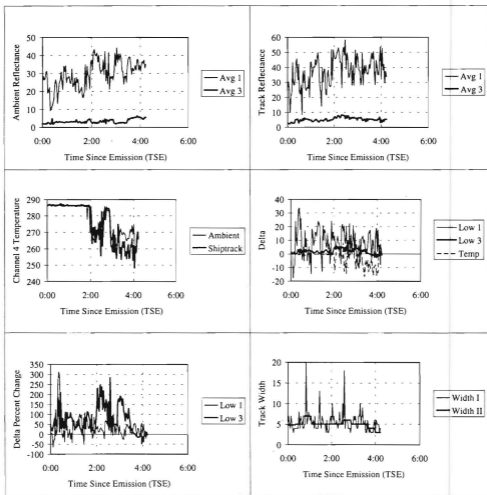 Ambient Reflectance
50
40
30
20
10
0
0:00 2:00 4:00 6:00
Time Since Emission (TSE)
Avg 1
Avg 3
Track Reflectance
60
50
40
30
20
10
0
0:00 2:00 4:00 6:00
Time Since Emission (TSE)
Avg 1
Avg 3
Channel 4 Temperature
290
280
270
260
250
240
0:00 2:00 4:00 6:00
Time Since Emission (TSE)
Ambient
Shiptrack
Delta
40
30
20
10
0
-10
-20
0:00 2:00 4:00 6:00
Time Since Emission (TSE)
Low 1
Low 3
Temp
Delta Percent Change
350
300
250
200
150
100
50
0
-50
-100
0:00 2:00 4:00 6:00
Time Since Emission (TSE)
Low 1
Low 3
Track Width
20
15
10
5
0
0:00 2:00 4:00 6:00
Time Since Emission (TSE)
Width I
Width II